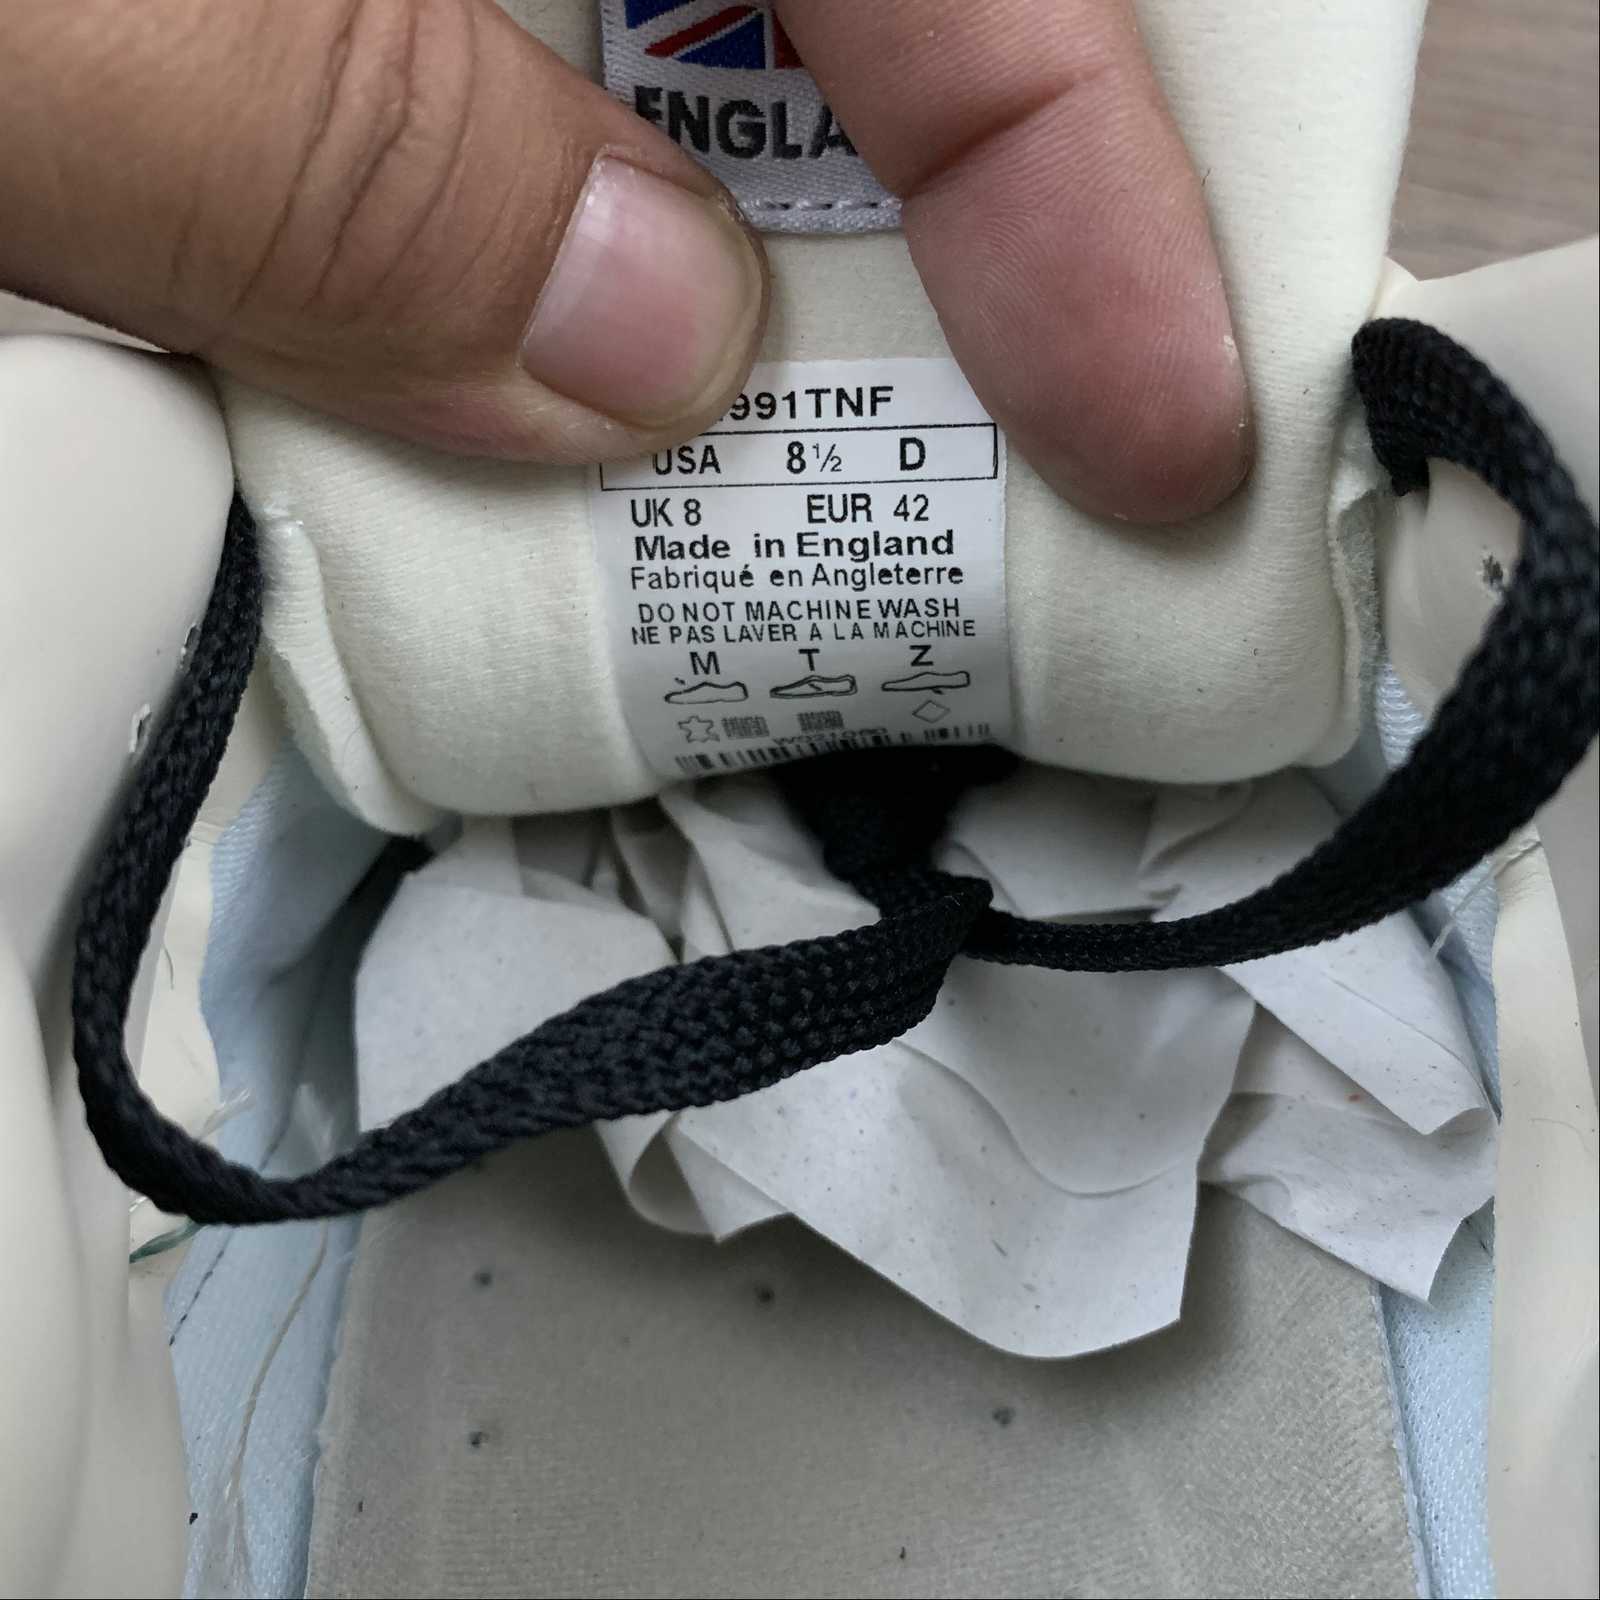 ENGLA
991TNF
USA 8½ D
UK 8 EUR 42
Made in England
Fabriqué en Angleterre
DO NOT MACHINE WASH
NE PAS LAVER A LA MACHINE
M T Z